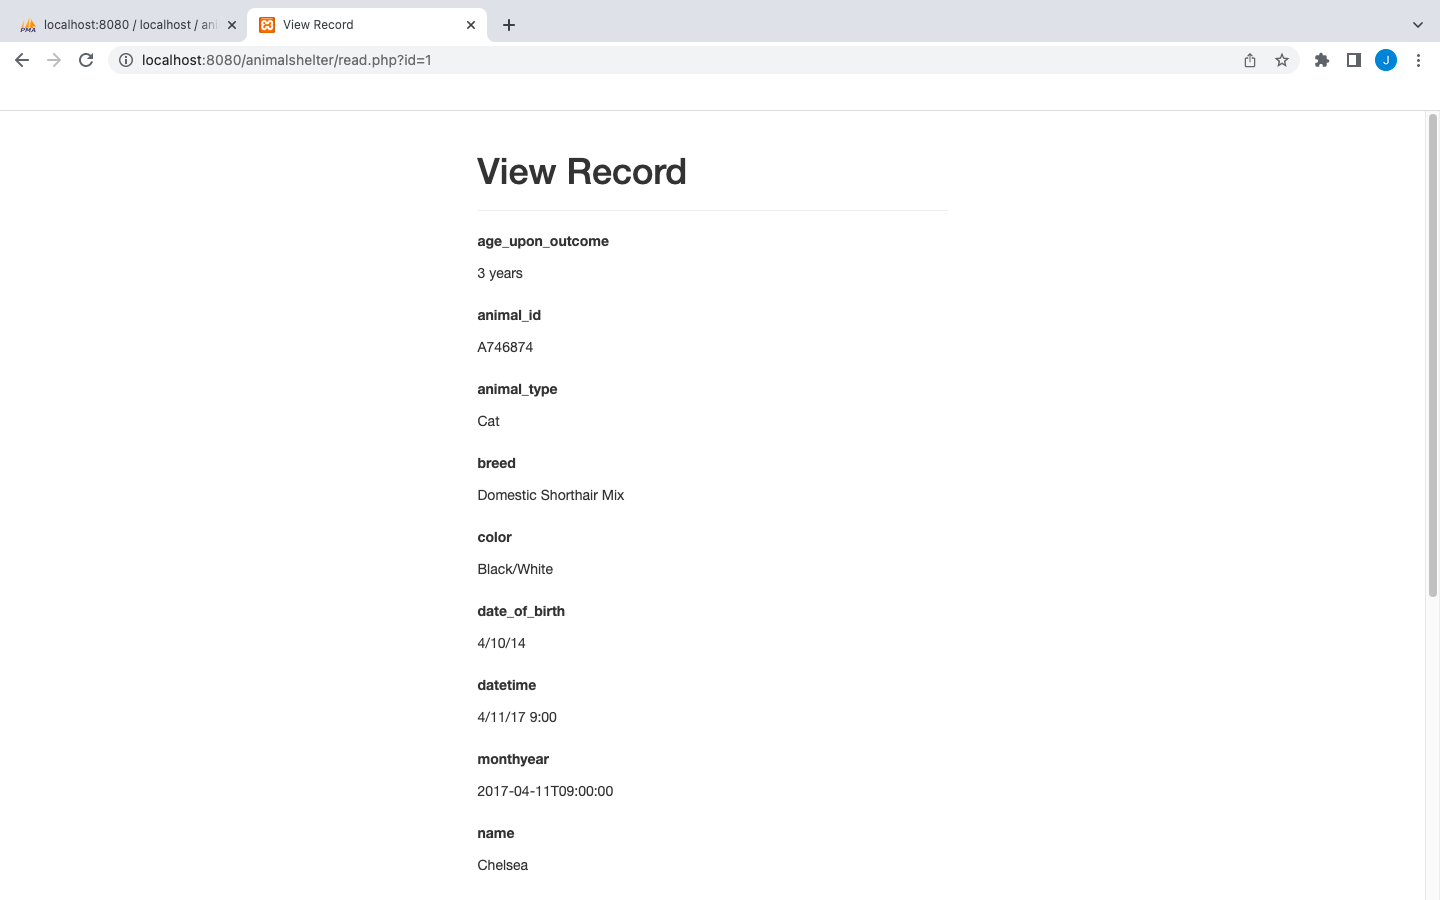 localhost:8080 / localhost / ani
View Record
localhost:8080/animalshelter/read.php?id=1
J
View Record
age_upon_outcome
3 years
animal_id
A746874
animal_type
Cat
breed
Domestic Shorthair Mix
color
Black/White
date_of_birth
4/10/14
datetime
4/11/17 9:00
monthyear
2017-04-11T09:00:00
name
Chelsea